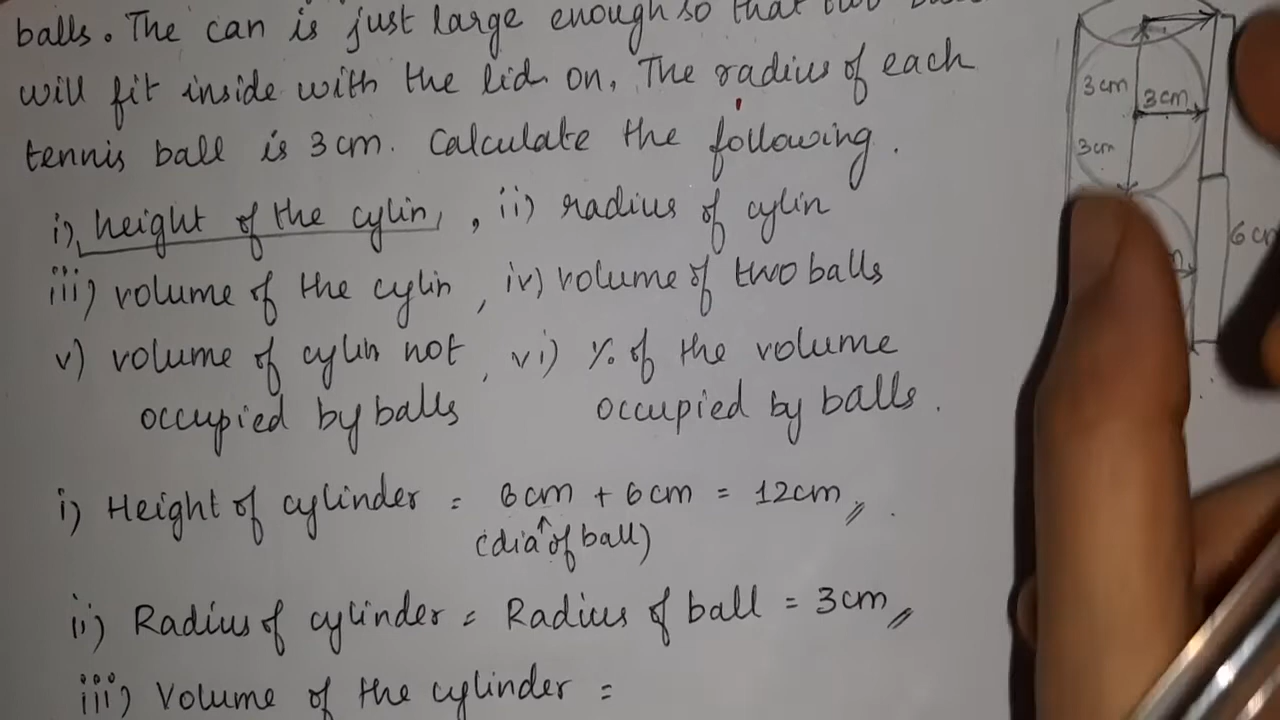 balls. The can is just large enough so that two
will fit inside with the lid on. The radius of each
tennis ball is 3 cm. Calculate the following.
i) height of the cylin, , ii) radius of cylin
iii) volume of the cylin , iv) volume of two balls
v) volume of cylin not , vi) % of the volume
occupied by balls occupied by balls.
i) Height of cylinder = 6cm + 6cm = 12cm,, .
(dia of ball)
ii) Radius of cylinder = Radius of ball = 3cm,,
iii) Volume of the cylinder =
3 cm
3cm
3cm
6cm